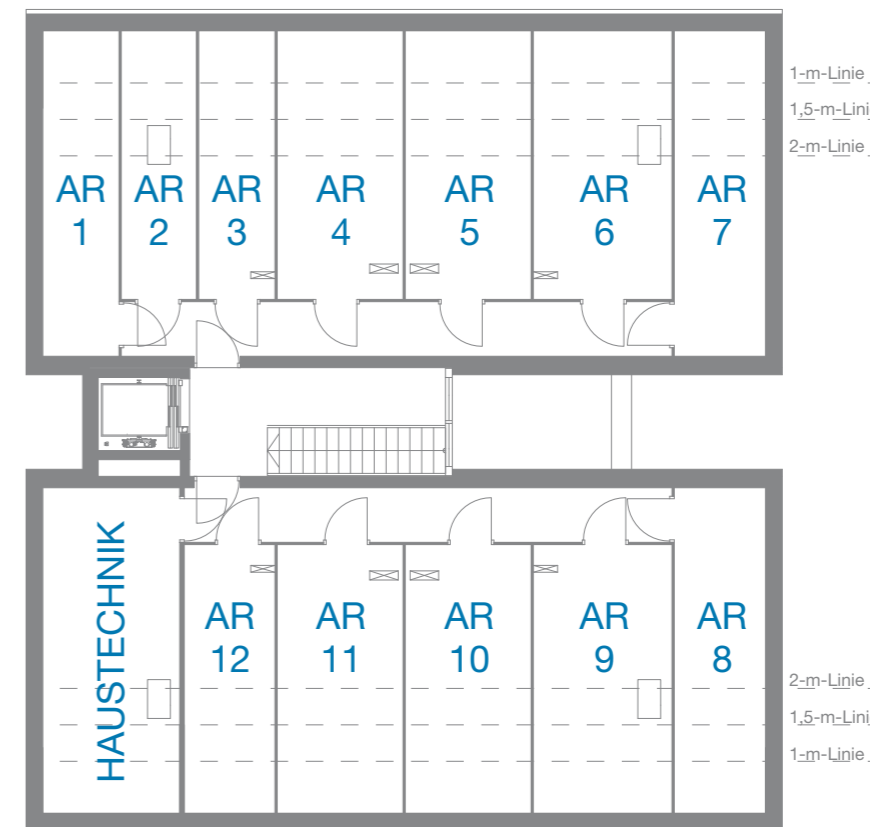 1-m-Linie
1,5-m-Lini
2-m-Linie
AR
1
AR
2
AR
3
AR
4
AR
5
AR
6
AR
7
HAUSTECHNIK
AR
12
AR
11
AR
10
AR
9
AR
8
2-m-Linie
1,5-m-Lini
1-m-Linie